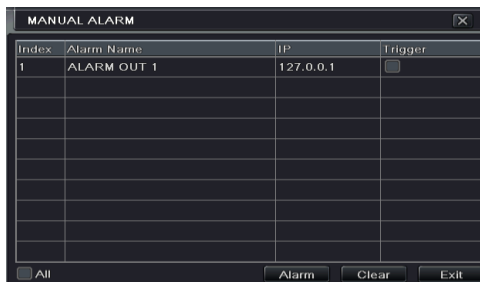 MANUAL ALARM
Index Alarm Name IP Trigger
1 ALARM OUT 1 127.0.0.1
All Alarm Clear Exit